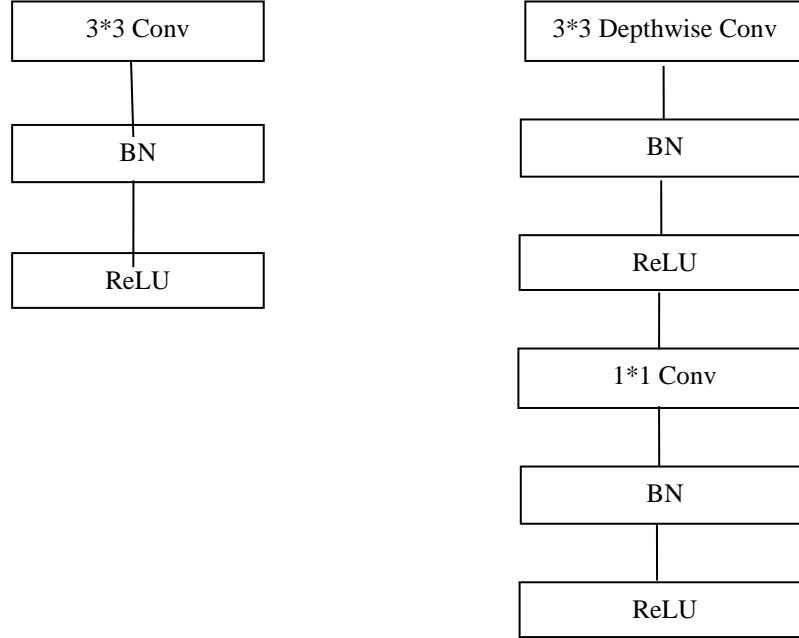 3*3 Conv
BN
ReLU
3*3 Depthwise Conv
BN
ReLU
1*1 Conv
BN
ReLU